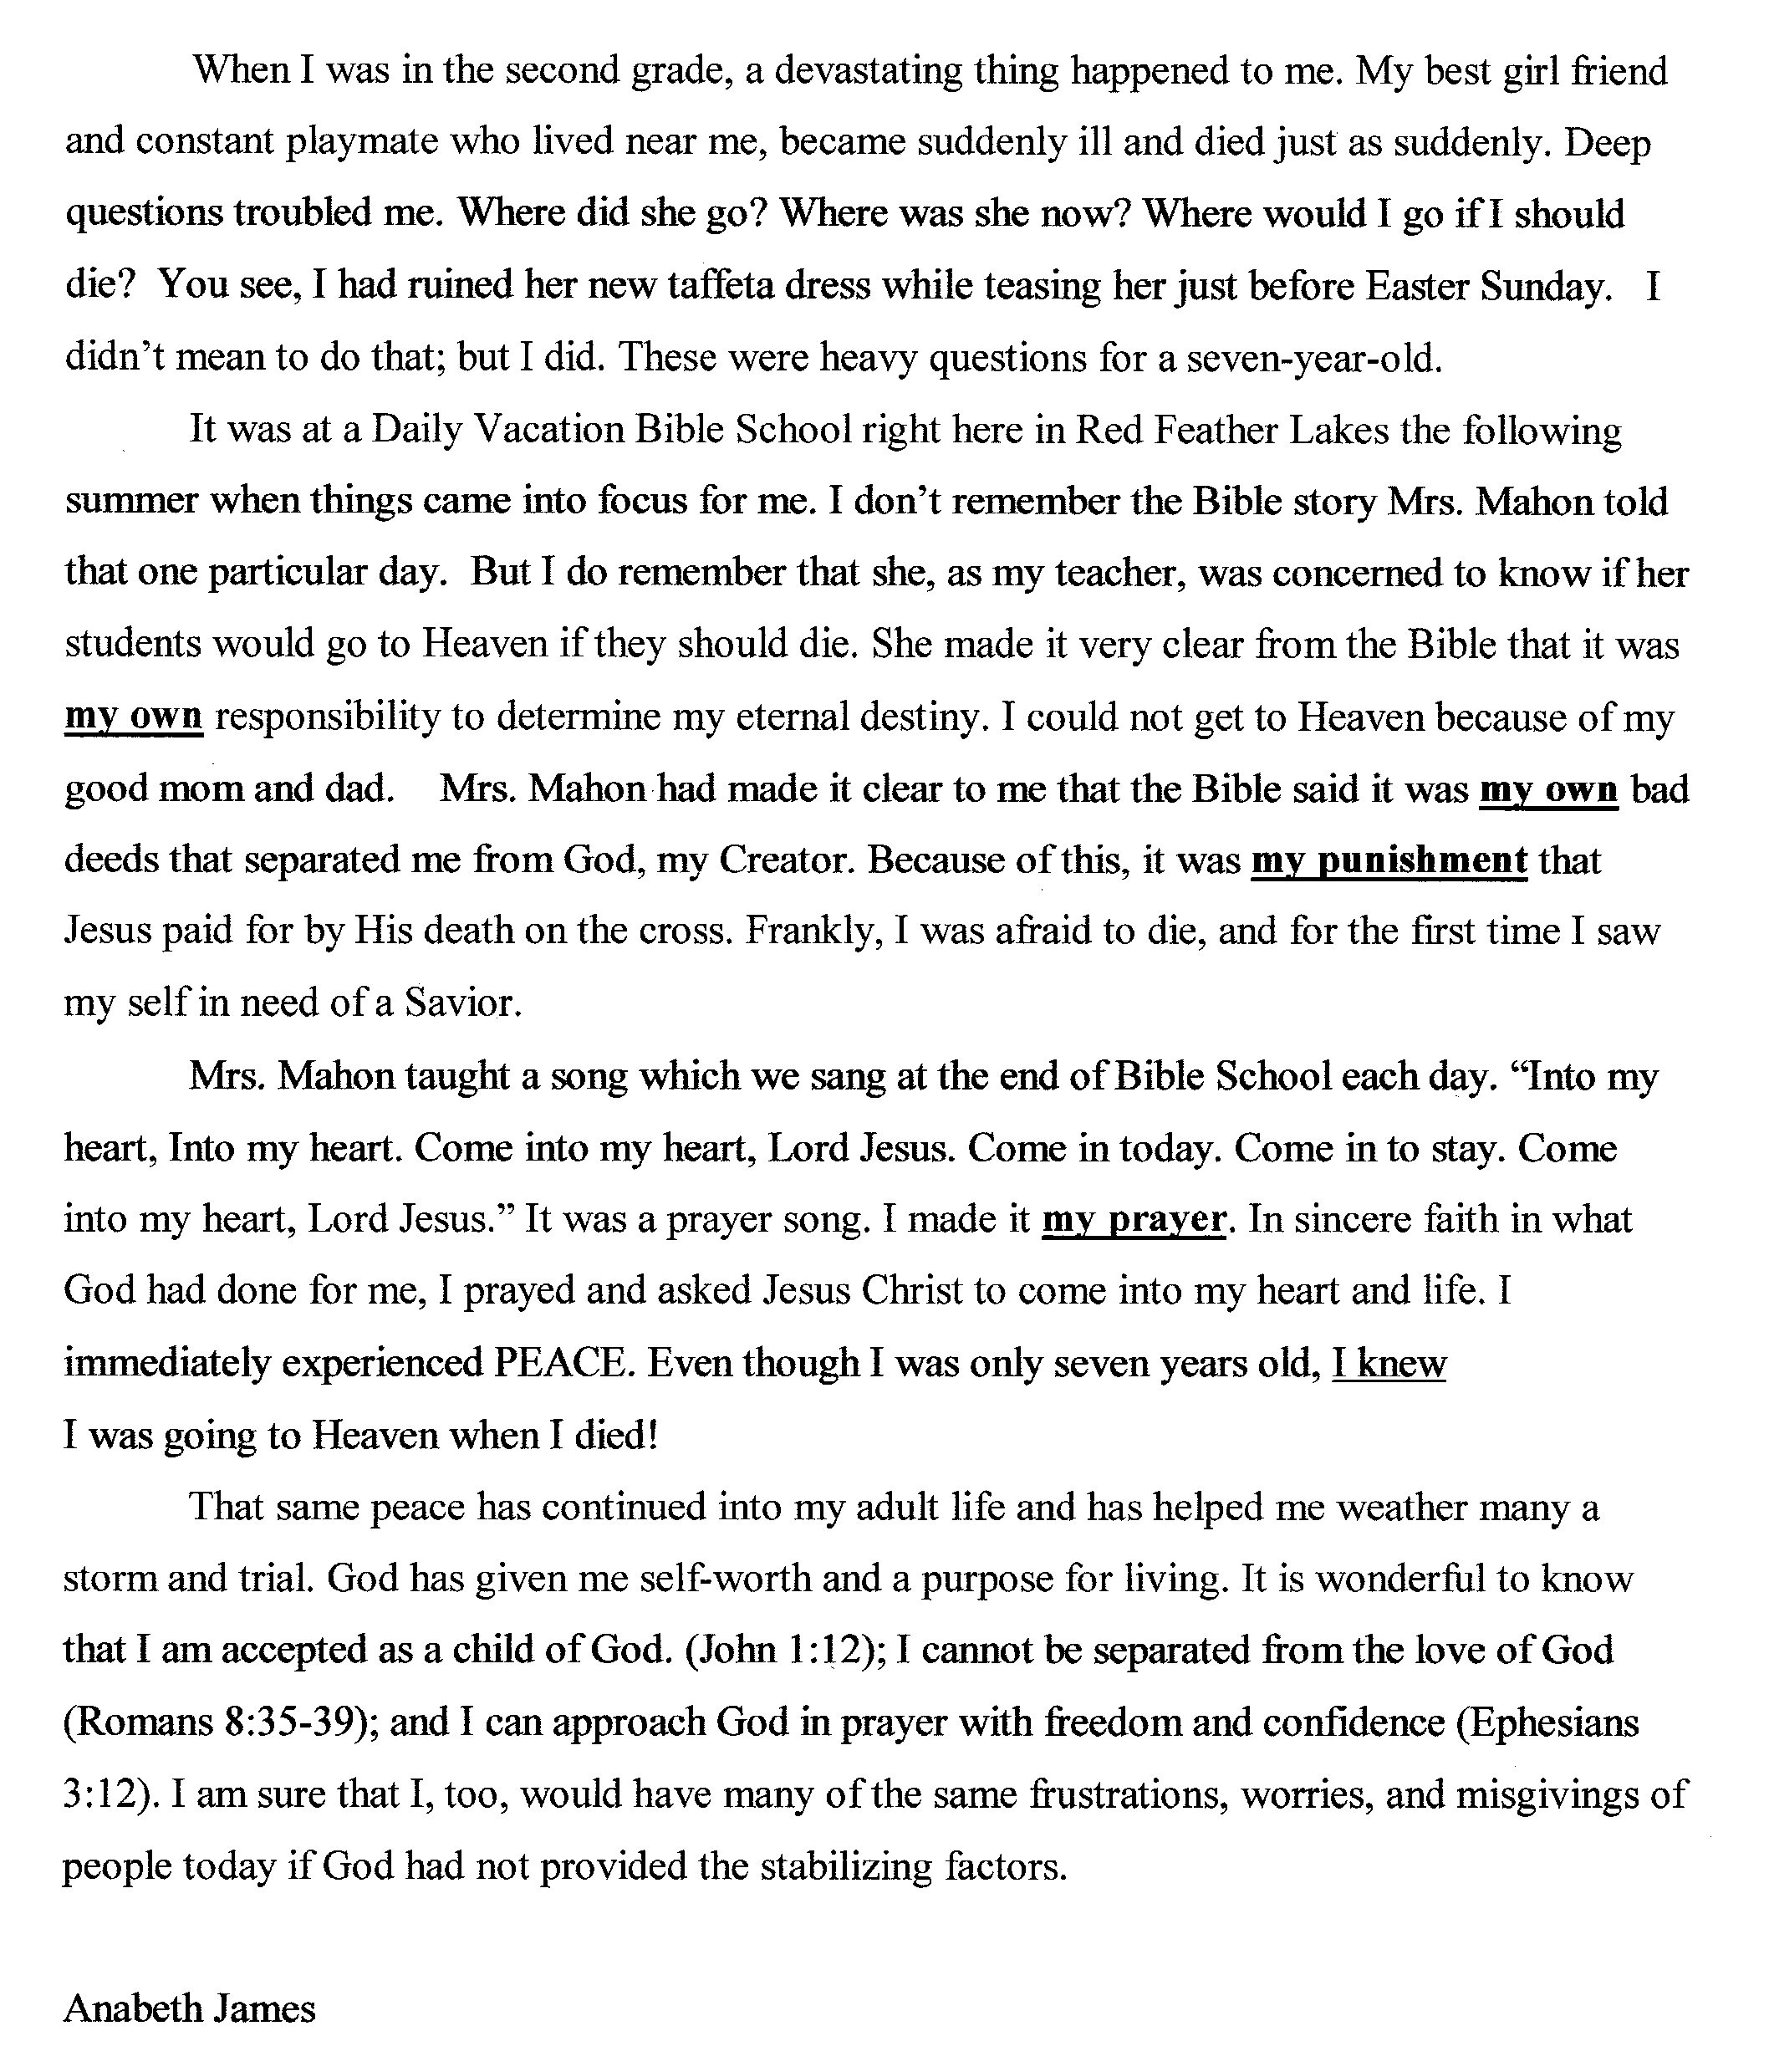 When I was in the second grade, a devastating thing happened to me. My best girl friend
and constant playmate who lived near me, became suddenly ill and died just as suddenly. Deep
questions troubled me. Where did she go? Where was she now? Where would I go if I should
die?  You see, I had ruined her new taffeta dress while teasing her just before Easter Sunday.   I
didn’t mean to do that; but I did. These were heavy questions for a seven-year-old.
It was at a Daily Vacation Bible School right here in Red Feather Lakes the following
summer when things came into focus for me. I don’t remember the Bible story Mrs. Mahon told
that one particular day.  But I do remember that she, as my teacher, was concerned to know if her
students would go to Heaven if they should die. She made it very clear from the Bible that it was
my own responsibility to determine my eternal destiny. I could not get to Heaven because of my
good mom and dad.    Mrs. Mahon had made it clear to me that the Bible said it was my own bad
deeds that separated me from God, my Creator. Because of this, it was my punishment that
Jesus paid for by His death on the cross. Frankly, I was afraid to die, and for the first time I saw
my self in need of a Savior.
Mrs. Mahon taught a song which we sang at the end of Bible School each day. “Into my
heart, Into my heart. Come into my heart, Lord Jesus. Come in today. Come in to stay. Come
into my heart, Lord Jesus.” It was a prayer song. I made it my prayer. In sincere faith in what
God had done for me, I prayed and asked Jesus Christ to come into my heart and life. I
immediately experienced PEACE. Even though I was only seven years old, I knew
I was going to Heaven when I died!
That same peace has continued into my adult life and has helped me weather many a
storm and trial. God has given me self-worth and a purpose for living. It is wonderful to know
that I am accepted as a child of God. (John 1:12); I cannot be separated from the love of God
(Romans 8:35-39); and I can approach God in prayer with freedom and confidence (Ephesians
3:12). I am sure that I, too, would have many of the same frustrations, worries, and misgivings of
people today if God had not provided the stabilizing factors.
Anabeth James